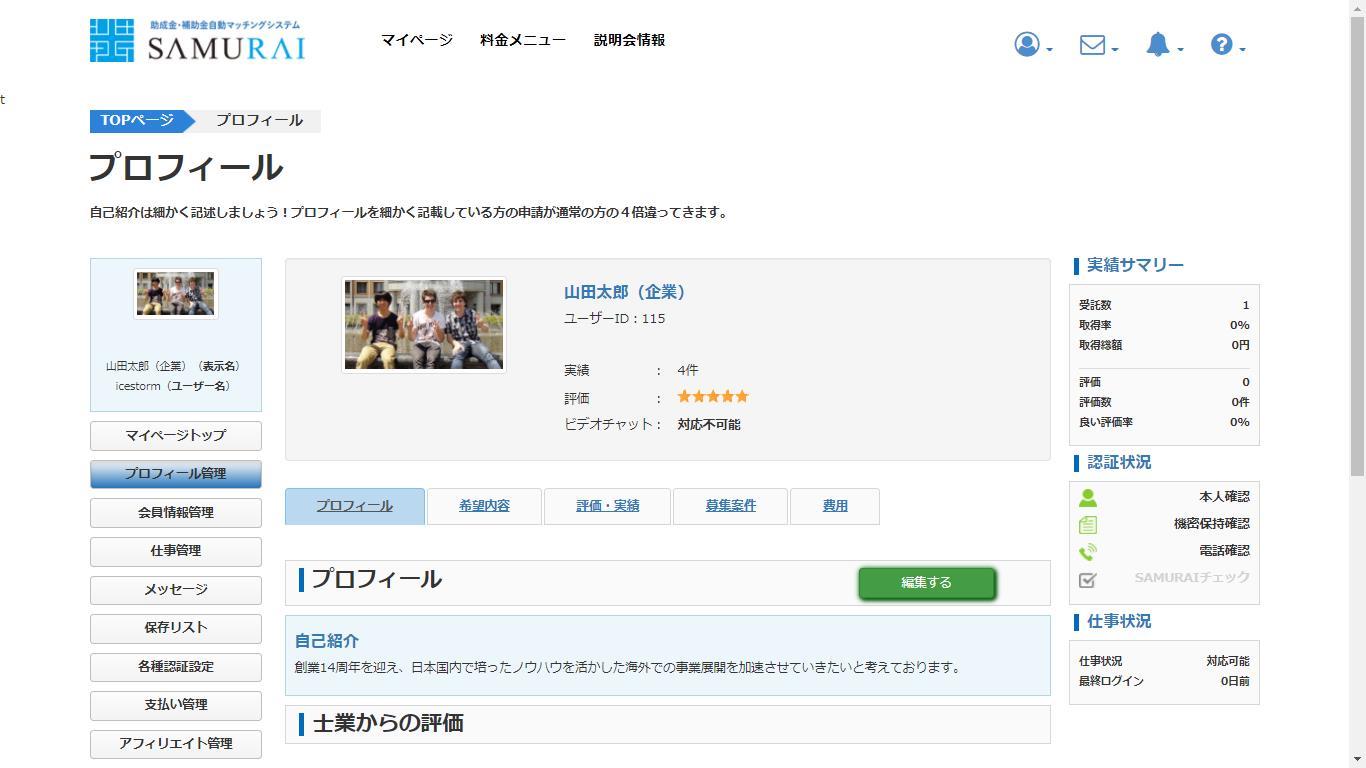 助成金・補助金自動マッチングシステム
SAMURAI
マイページ 料金メニュー 説明会情報
t
TOPページ プロフィール
プロフィール
自己紹介は細かく記述しましょう！プロフィールを細かく記載している方の申請が通常の方の４倍違ってきます。
山田太郎（企業）（表示名）
icestorm（ユーザー名）
マイページトップ
プロフィール管理
会員情報管理
仕事管理
メッセージ
保存リスト
各種認証設定
支払い管理
アフィリエイト管理
山田太郎（企業）
ユーザーID：115
実績 ： 4件
評価 ： ★★★★★
ビデオチャット： 対応不可能
プロフィール 希望内容 評価・実績 募集案件 費用
プロフィール
編集する
自己紹介
創業14周年を迎え、日本国内で培ったノウハウを活かした海外での事業展開を加速させていきたいと考えております。
士業からの評価
実績サマリー
受託数 1
取得率 0%
取得総額 0円
評価 0
評価数 0件
良い評価率 0%
認証状況
本人確認
機密保持確認
電話確認
SAMURAIチェック
仕事状況
仕事状況 対応可能
最終ログイン 0日前